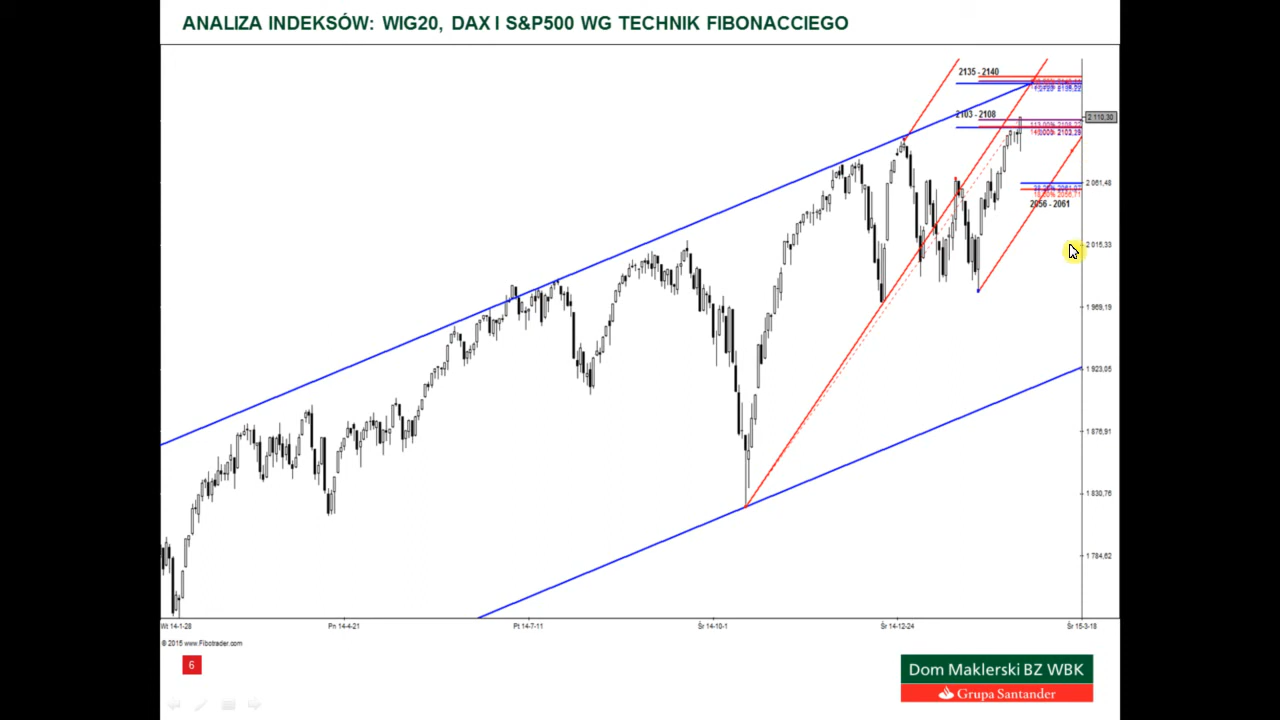 ANALIZA INDEKSÓW: WIG20, DAX I S&P500 WG TECHNIK FIBONACCIEGO
2135 - 2140
2103 - 2108
2 110,30
2 061,48
2056 - 2061
2 015,33
1 969,19
1 923,05
1 876,91
1 830,76
1 784,62
Wt 14-1-28
Pn 14-4-21
Pt 14-7-11
Śr 14-10-1
Śr 14-12-24
Śr 15-3-18
© 2015 www.Fibotrader.com
6
Dom Maklerski BZ WBK
Grupa Santander